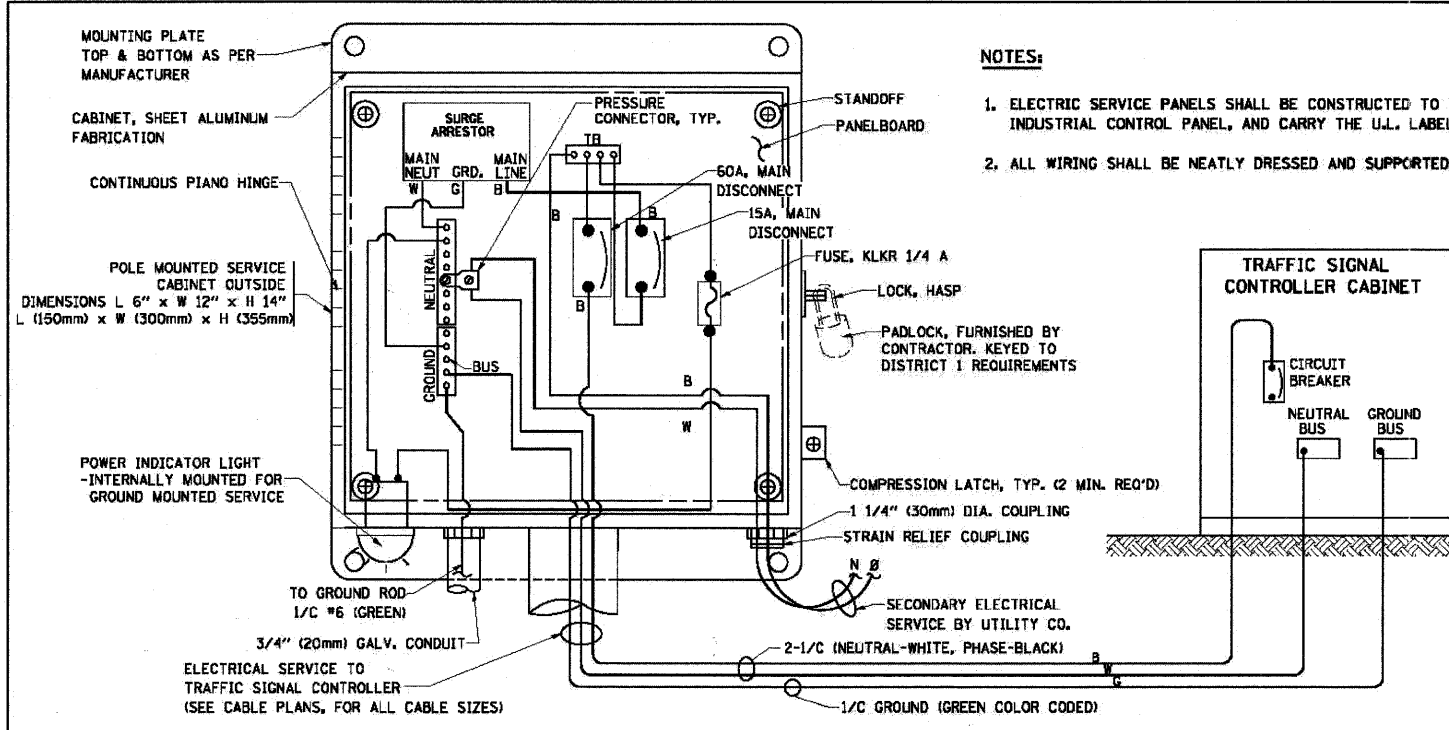 MOUNTING PLATE
TOP & BOTTOM AS PER
MANUFACTURER
CABINET, SHEET ALUMINUM
FABRICATION
CONTINUOUS PIANO HINGE
POLE MOUNTED SERVICE
CABINET OUTSIDE
DIMENSIONS L 6" x W 12" x H 14"
L (150mm) x W (300mm) x H (355mm)
POWER INDICATOR LIGHT
-INTERNALLY MOUNTED FOR
GROUND MOUNTED SERVICE
SURGE
ARRESTOR
MAIN
NEUT
GRD.
MAIN
LINE
W
G
B
PRESSURE
CONNECTOR, TYP.
TB
B
B
B
NEUTRAL
GROUND
BUS
B
W
STANDOFF
PANELBOARD
60A, MAIN
DISCONNECT
15A, MAIN
DISCONNECT
FUSE, KLKR 1/4 A
LOCK, HASP
PADLOCK, FURNISHED BY
CONTRACTOR. KEYED TO
DISTRICT 1 REQUIREMENTS
COMPRESSION LATCH, TYP. (2 MIN. REQ'D)
1 1/4" (30mm) DIA. COUPLING
STRAIN RELIEF COUPLING
N Ø
SECONDARY ELECTRICAL
SERVICE BY UTILITY CO.
TO GROUND ROD
1/C #6 (GREEN)
3/4" (20mm) GALV. CONDUIT
ELECTRICAL SERVICE TO
TRAFFIC SIGNAL CONTROLLER
(SEE CABLE PLANS, FOR ALL CABLE SIZES)
2-1/C (NEUTRAL-WHITE, PHASE-BLACK)
B
W
G
1/C GROUND (GREEN COLOR CODED)
NOTES:
1. ELECTRIC SERVICE PANELS SHALL BE CONSTRUCTED TO
INDUSTRIAL CONTROL PANEL, AND CARRY THE U.L. LABEL
2. ALL WIRING SHALL BE NEATLY DRESSED AND SUPPORTED
TRAFFIC SIGNAL
CONTROLLER CABINET
CIRCUIT
BREAKER
NEUTRAL
BUS
GROUND
BUS